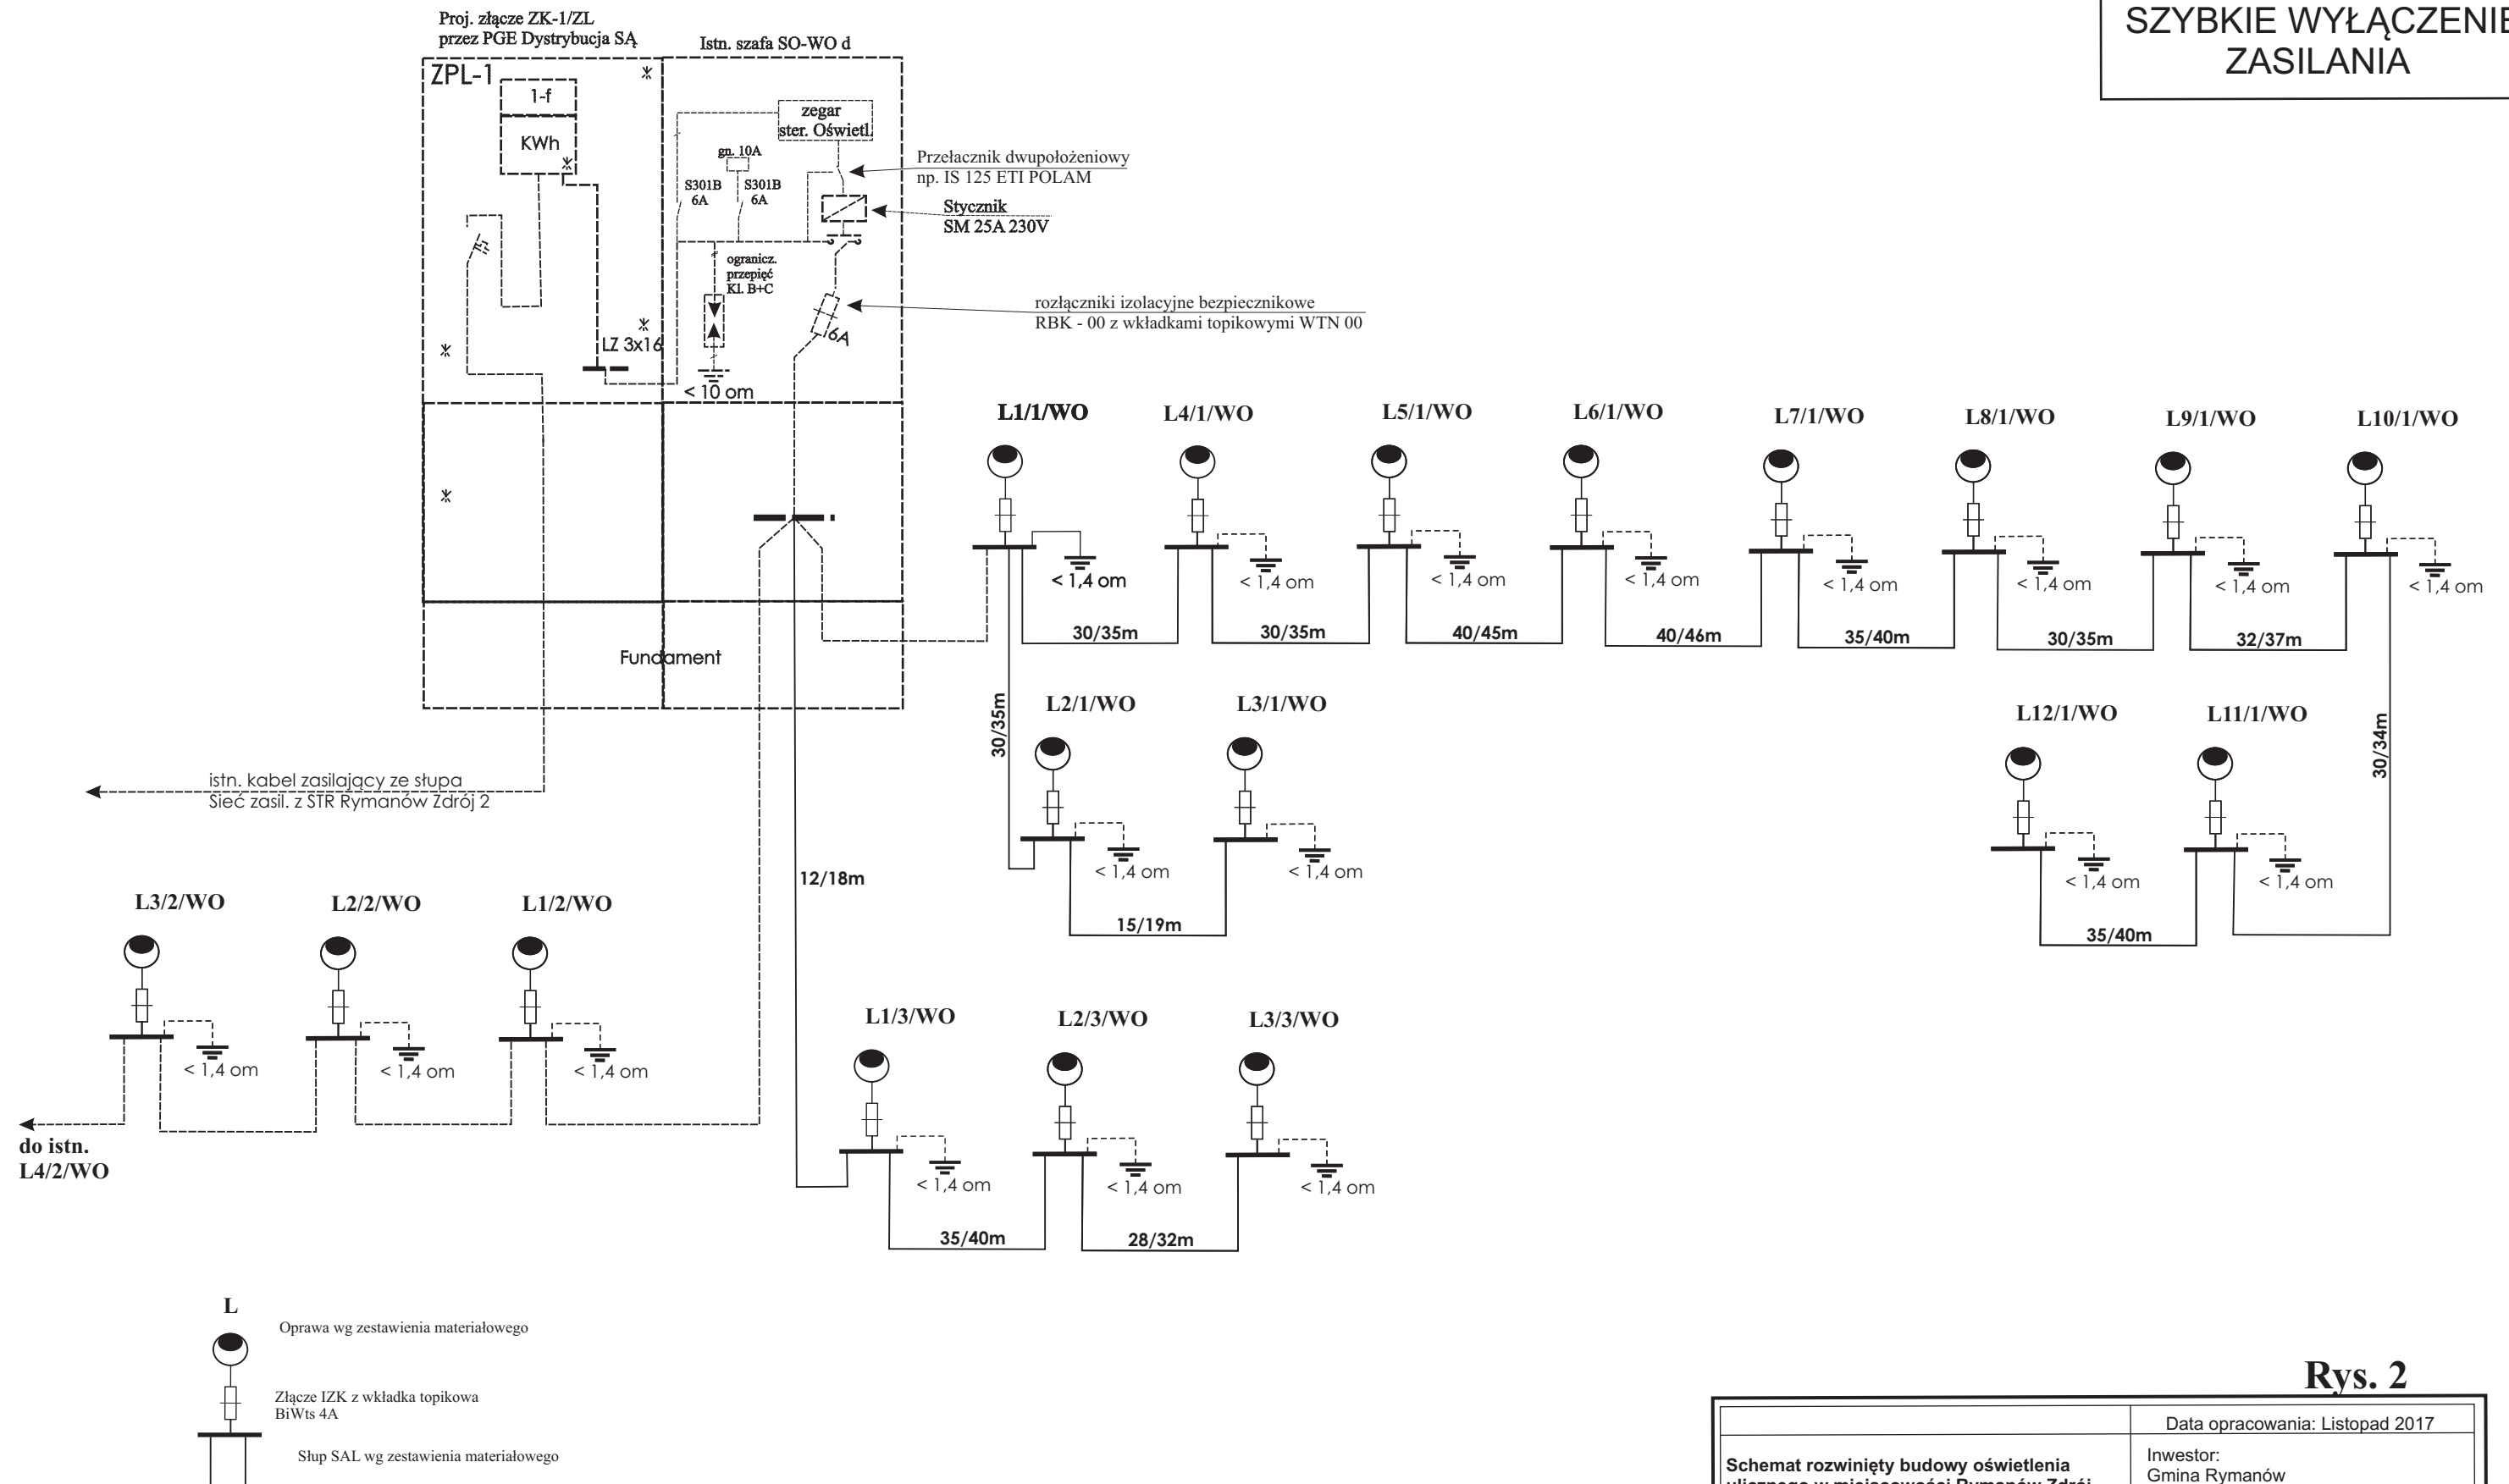 SZYBKIE WYŁĄCZENIE
ZASILANIA
Proj. złącze ZK-1/ZL
przez PGE Dystrybucja SĄ
Istn. szafa SO-WO d
ZPL-1
1-f
KWh
zegar
ster. Oświetl.
gn. 10A
S301B
6A
S301B
6A
Przełacznik dwupołożeniowy
np. IS 125 ETI POLAM
Stycznik
SM 25A 230V
ogranicz.
przepięć
Kl. B+C
rozłączniki izolacyjne bezpiecznikowe
RBK - 00 z wkładkami topikowymi WTN 00
16A
LZ 3x16
< 10 om
Fundament
L1/1/WO
L4/1/WO
L5/1/WO
L6/1/WO
L7/1/WO
L8/1/WO
L9/1/WO
L10/1/WO
< 1,4 om
< 1,4 om
< 1,4 om
< 1,4 om
< 1,4 om
< 1,4 om
< 1,4 om
< 1,4 om
30/35m
30/35m
40/45m
40/46m
35/40m
30/35m
32/37m
30/35m
L2/1/WO
L3/1/WO
< 1,4 om
< 1,4 om
15/19m
L12/1/WO
L11/1/WO
30/34m
< 1,4 om
< 1,4 om
35/40m
istn. kabel zasilający ze słupa
Sieć zasil. z STR Rymanów Zdrój 2
12/18m
L3/2/WO
L2/2/WO
L1/2/WO
< 1,4 om
< 1,4 om
< 1,4 om
do istn.
L4/2/WO
L1/3/WO
L2/3/WO
L3/3/WO
< 1,4 om
< 1,4 om
< 1,4 om
35/40m
28/32m
L
Oprawa wg zestawienia materiałowego
Złącze IZK z wkładka topikowa
BiWts 4A
Słup SAL wg zestawienia materiałowego
Rys. 2
Data opracowania: Listopad 2017
Schemat rozwinięty budowy oświetlenia
ulicznego w miejscowości Rymanów Zdrój
Inwestor:
Gmina Rymanów